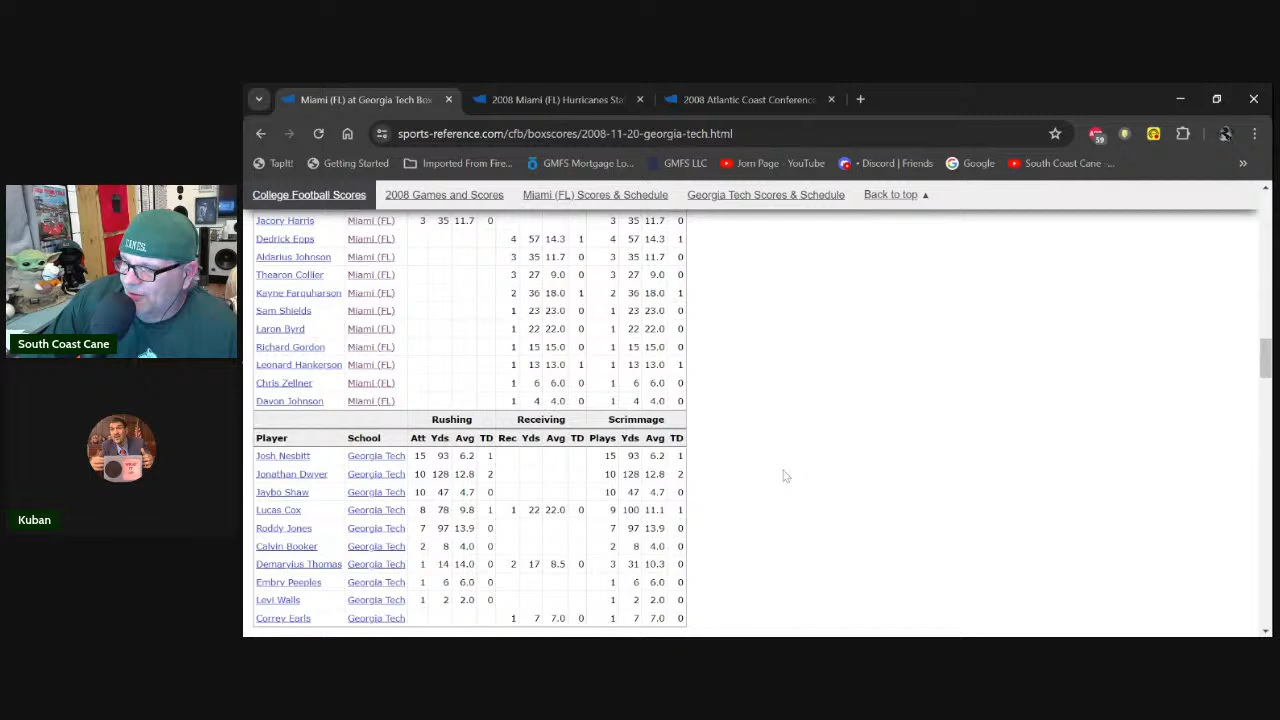 Miami (FL) at Georgia Tech Box
2008 Miami (FL) Hurricanes Sta
2008 Atlantic Coast Conference
sports-reference.com/cfb/boxscores/2008-11-20-georgia-tech.html
59
TapIt! Getting Started Imported From Fire... GMFS Mortgage Lo... GMFS LLC Jom Page - YouTube • Discord | Friends Google South Coast Cane -... »
College Football Scores 2008 Games and Scores Miami (FL) Scores & Schedule Georgia Tech Scores & Schedule Back to top ▲
Jacory Harris Miami (FL) 3 35 11.7 0 3 35 11.7 0
Dedrick Epps Miami (FL) 4 57 14.3 1 4 57 14.3 1
Aldarius Johnson Miami (FL) 3 35 11.7 0 3 35 11.7 0
Thearon Collier Miami (FL) 3 27 9.0 0 3 27 9.0 0
Kayne Farquharson Miami (FL) 2 36 18.0 1 2 36 18.0 1
Sam Shields Miami (FL) 1 23 23.0 0 1 23 23.0 0
Laron Byrd Miami (FL) 1 22 22.0 0 1 22 22.0 0
Richard Gordon Miami (FL) 1 15 15.0 0 1 15 15.0 0
Leonard Hankerson Miami (FL) 1 13 13.0 1 1 13 13.0 1
Chris Zellner Miami (FL) 1 6 6.0 0 1 6 6.0 0
Davon Johnson Miami (FL) 1 4 4.0 0 1 4 4.0 0
Rushing Receiving Scrimmage
Player School Att Yds Avg TD Rec Yds Avg TD Plays Yds Avg TD
Josh Nesbitt Georgia Tech 15 93 6.2 1 15 93 6.2 1
Jonathan Dwyer Georgia Tech 10 128 12.8 2 10 128 12.8 2
Jaybo Shaw Georgia Tech 10 47 4.7 0 10 47 4.7 0
Lucas Cox Georgia Tech 8 78 9.8 1 1 22 22.0 0 9 100 11.1 1
Roddy Jones Georgia Tech 7 97 13.9 0 7 97 13.9 0
Calvin Booker Georgia Tech 2 8 4.0 0 2 8 4.0 0
Demaryius Thomas Georgia Tech 1 14 14.0 0 2 17 8.5 0 3 31 10.3 0
Embry Peeples Georgia Tech 1 6 6.0 0 1 6 6.0 0
Levi Walls Georgia Tech 1 2 2.0 0 1 2 2.0 0
Correy Earls Georgia Tech 1 7 7.0 0 1 7 7.0 0
CANES.
South Coast Cane
Kuban